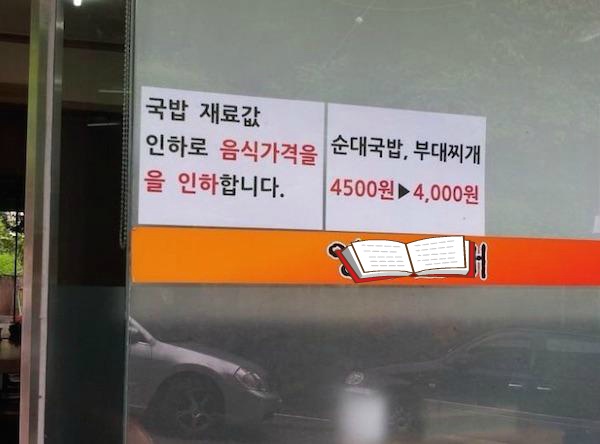 국밥 재료값
인하로 음식가격을
을 인하합니다.
순대국밥, 부대찌개
4500원▶4,000원